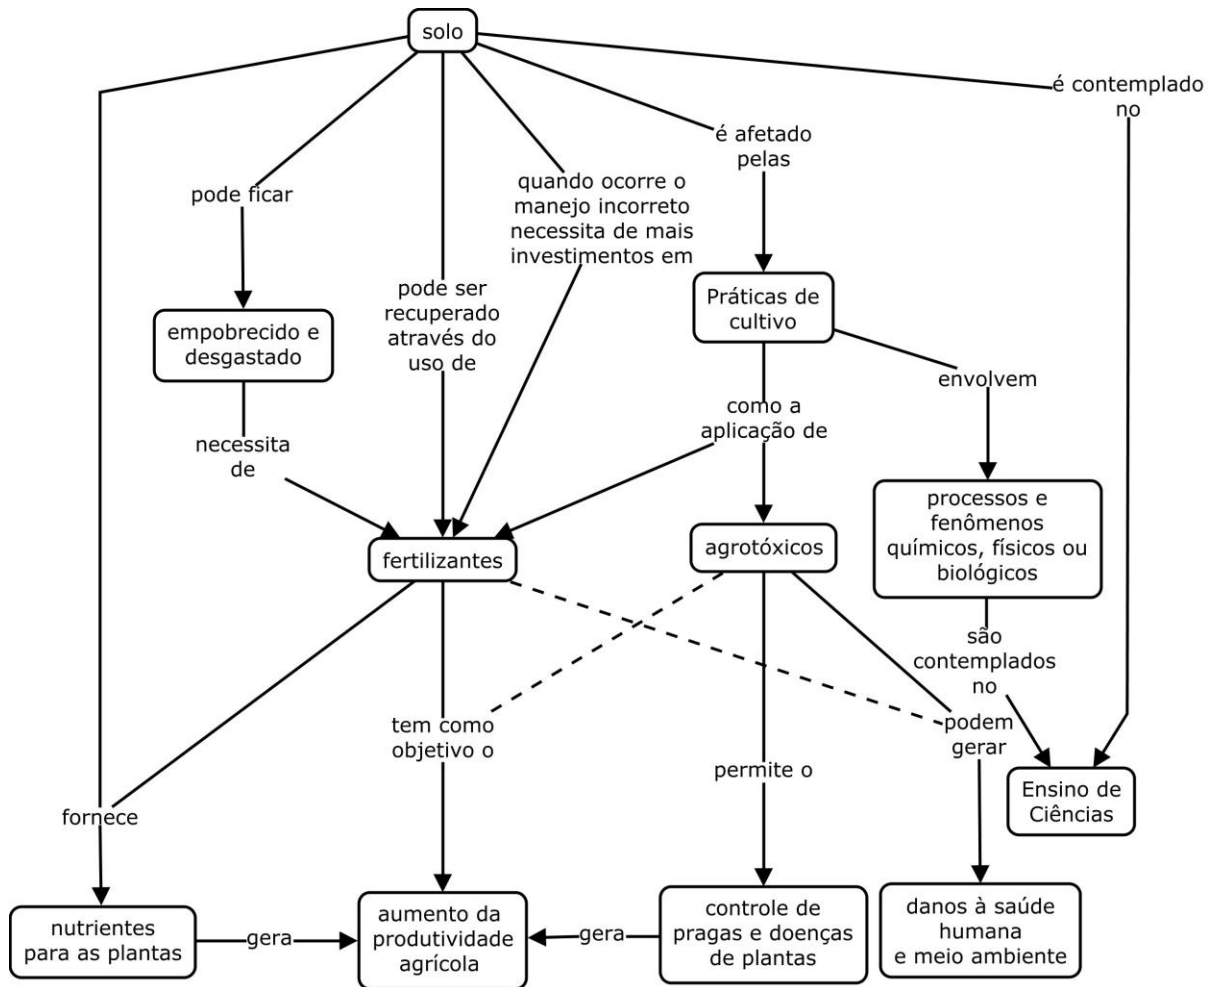 solo
é contemplado
no
é afetado
pelas
pode ficar
quando ocorre o
manejo incorreto
necessita de mais
investimentos em
pode ser
recuperado
através do
uso de
Práticas de
cultivo
empobrecido e
desgastado
envolvem
como a
aplicação de
necessita
de
processos e
fenômenos
químicos, físicos ou
biológicos
fertilizantes
agrotóxicos
são
contemplados
no
tem como
objetivo o
podem
gerar
permite o
Ensino de
Ciências
fornece
nutrientes
para as plantas
gera
aumento da
produtividade
agrícola
gera
controle de
pragas e doenças
de plantas
danos à saúde
humana
e meio ambiente